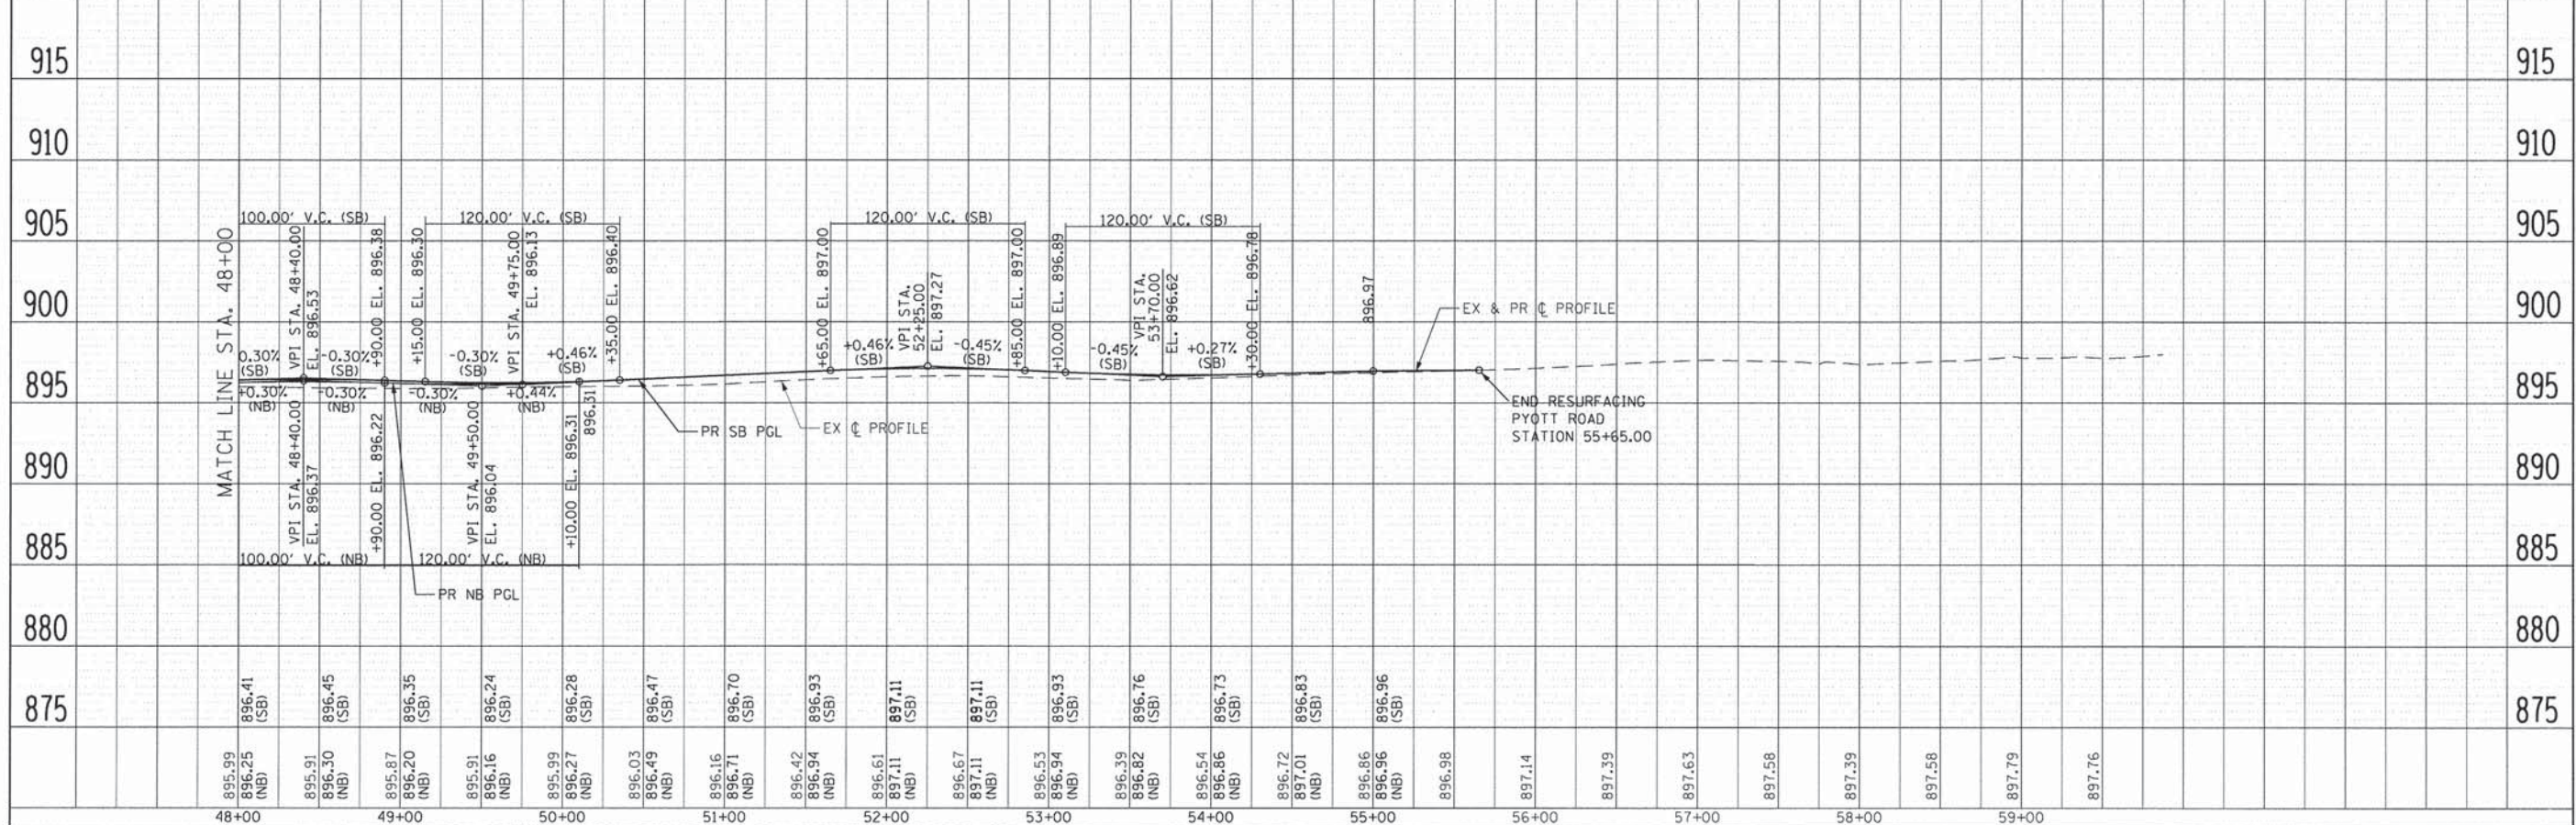 915
915
910
910
905
905
900
900
895
895
890
890
885
885
880
880
875
875
MATCH LINE STA. 48+00
100.00' V.C. (SB)
VPI STA. 48+40.00
EL. 896.53
+90.00 EL. 896.38
0.30%
(SB)
-0.30%
(SB)
120.00' V.C. (SB)
+15.00 EL. 896.30
VPI STA. 49+75.00
EL. 896.13
+35.00 EL. 896.40
-0.30%
(SB)
+0.46%
(SB)
120.00' V.C. (SB)
+65.00 EL. 897.00
VPI STA.
52+25.00
EL. 897.27
+85.00 EL. 897.00
+0.46%
(SB)
-0.45%
(SB)
120.00' V.C. (SB)
+10.00 EL. 896.89
VPI STA.
53+70.00
EL. 896.62
+30.00 EL. 896.78
-0.45%
(SB)
+0.27%
(SB)
896.97
EX & PR ℄ PROFILE
+0.30%
(NB)
-0.30%
(NB)
-0.30%
(NB)
+0.44%
(NB)
VPI STA. 48+40.00
EL. 896.37
+90.00 EL. 896.22
VPI STA. 49+50.00
EL. 896.04
+10.00 EL. 896.31
896.31
100.00' V.C. (NB)
120.00' V.C. (NB)
PR NB PGL
PR SB PGL
EX ℄ PROFILE
END RESURFACING
PYOTT ROAD
STATION 55+65.00
896.41
(SB)
896.45
(SB)
896.35
(SB)
896.24
(SB)
896.28
(SB)
896.47
(SB)
896.70
(SB)
896.93
(SB)
897.11
(SB)
897.11
(SB)
896.93
(SB)
896.76
(SB)
896.73
(SB)
896.83
(SB)
896.96
(SB)
895.99
896.25
(NB)
895.91
896.30
(NB)
895.87
896.20
(NB)
895.91
896.16
(NB)
895.99
896.27
(NB)
896.03
896.49
(NB)
896.16
896.71
(NB)
896.42
896.94
(NB)
896.61
897.11
(NB)
896.67
897.11
(NB)
896.53
896.94
(NB)
896.39
896.82
(NB)
896.54
896.86
(NB)
896.72
897.01
(NB)
896.86
896.96
(NB)
896.98
897.14
897.39
897.63
897.58
897.39
897.58
897.79
897.76
48+00
49+00
50+00
51+00
52+00
53+00
54+00
55+00
56+00
57+00
58+00
59+00